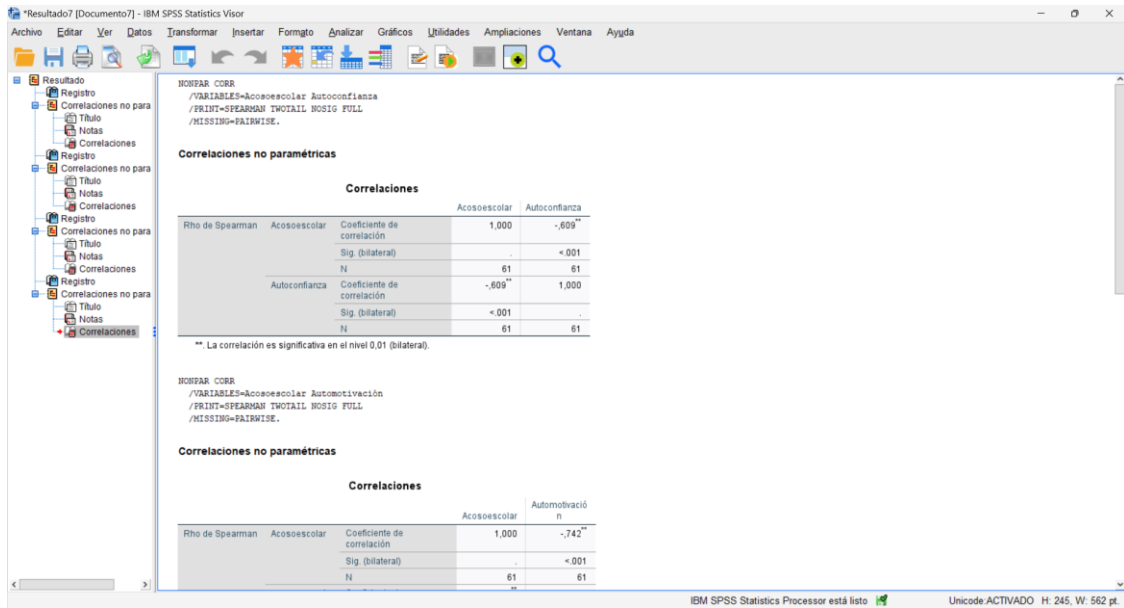 *Resultado7 [Documento7] - IBM SPSS Statistics Visor
Archivo Editar Ver Datos Transformar Insertar Formato Analizar Gráficos Utilidades Ampliaciones Ventana Ayuda
Resultado
Registro
Correlaciones no para
Título
Notas
Correlaciones
Registro
Correlaciones no para
Título
Notas
Correlaciones
Registro
Correlaciones no para
Título
Notas
Correlaciones
Registro
Correlaciones no para
Título
Notas
Correlaciones
NONPAR CORR
/VARIABLES=Acosoescolar Autoconfianza
/PRINT=SPEARMAN TWOTAIL NOSIG FULL
/MISSING=PAIRWISE.
Correlaciones no paramétricas
Correlaciones
Acosoescolar Autoconfianza
Rho de Spearman Acosoescolar Coeficiente de correlación 1,000 -,609**
Sig. (bilateral) . <.001
N 61 61
Autoconfianza Coeficiente de correlación -,609** 1,000
Sig. (bilateral) <.001 .
N 61 61
**. La correlación es significativa en el nivel 0,01 (bilateral).
NONPAR CORR
/VARIABLES=Acosoescolar Automotivación
/PRINT=SPEARMAN TWOTAIL NOSIG FULL
/MISSING=PAIRWISE.
Correlaciones no paramétricas
Correlaciones
Acosoescolar Automotivació
n
Rho de Spearman Acosoescolar Coeficiente de correlación 1,000 -,742**
Sig. (bilateral) . <.001
N 61 61
IBM SPSS Statistics Processor está listo Unicode:ACTIVADO H: 245, W: 562 pt.